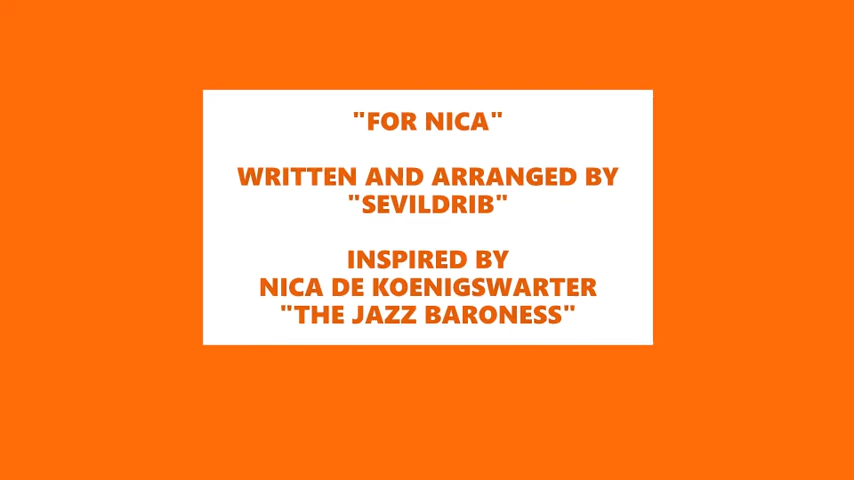 "FOR NICA"
WRITTEN AND ARRANGED BY
"SEVILDRIB"
INSPIRED BY
NICA DE KOENIGSWARTER
"THE JAZZ BARONESS"